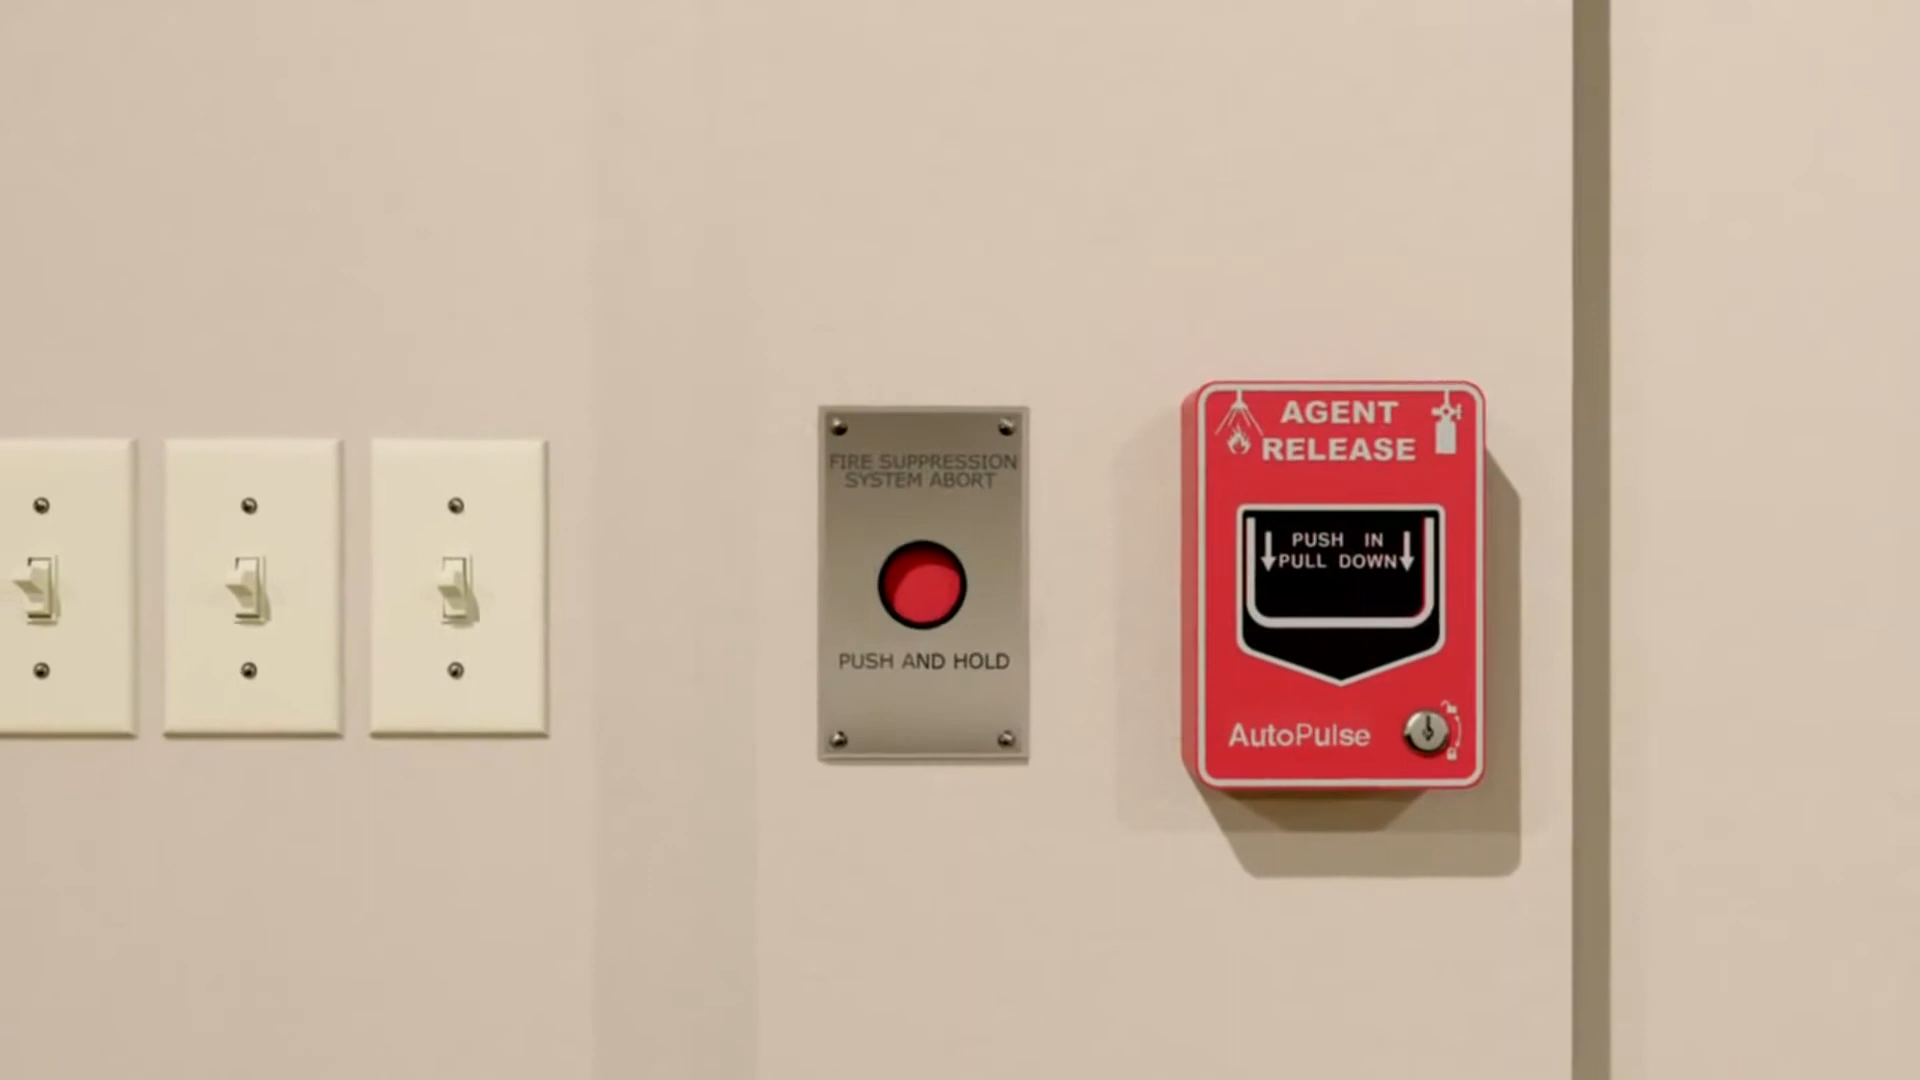 FIRE SUPPRESSION
SYSTEM ABORT
PUSH AND HOLD
AGENT
RELEASE
PUSH IN
PULL DOWN
AutoPulse